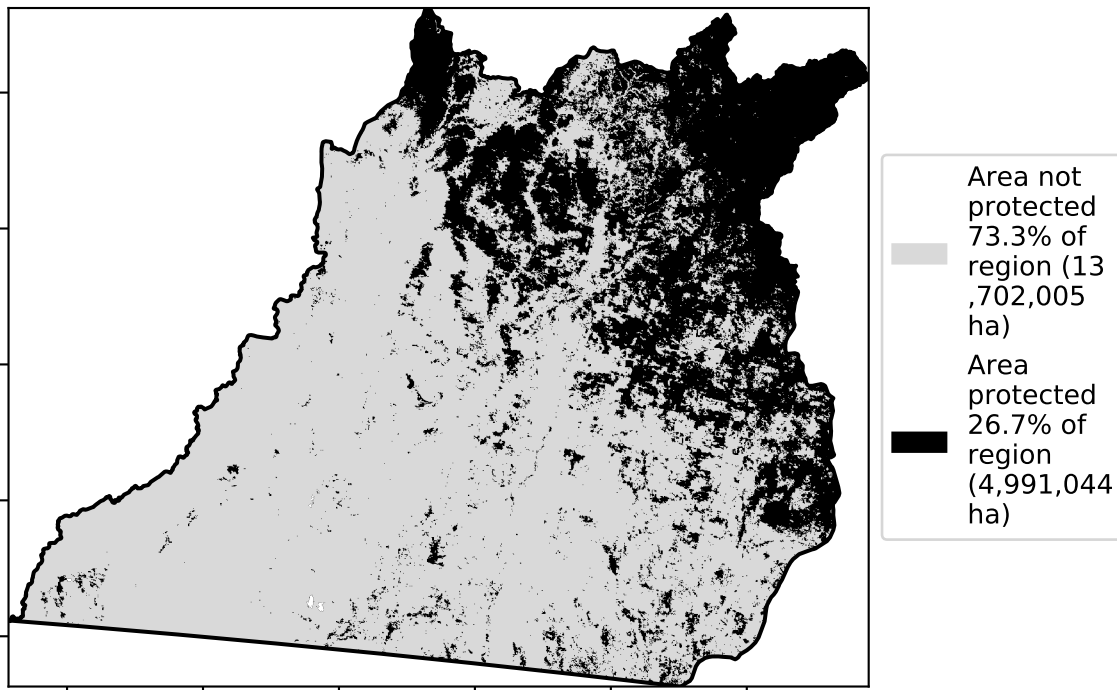 Area not
protected
73.3% of
region (13
,702,005
ha)
Area
protected
26.7% of
region
(4,991,044
ha)